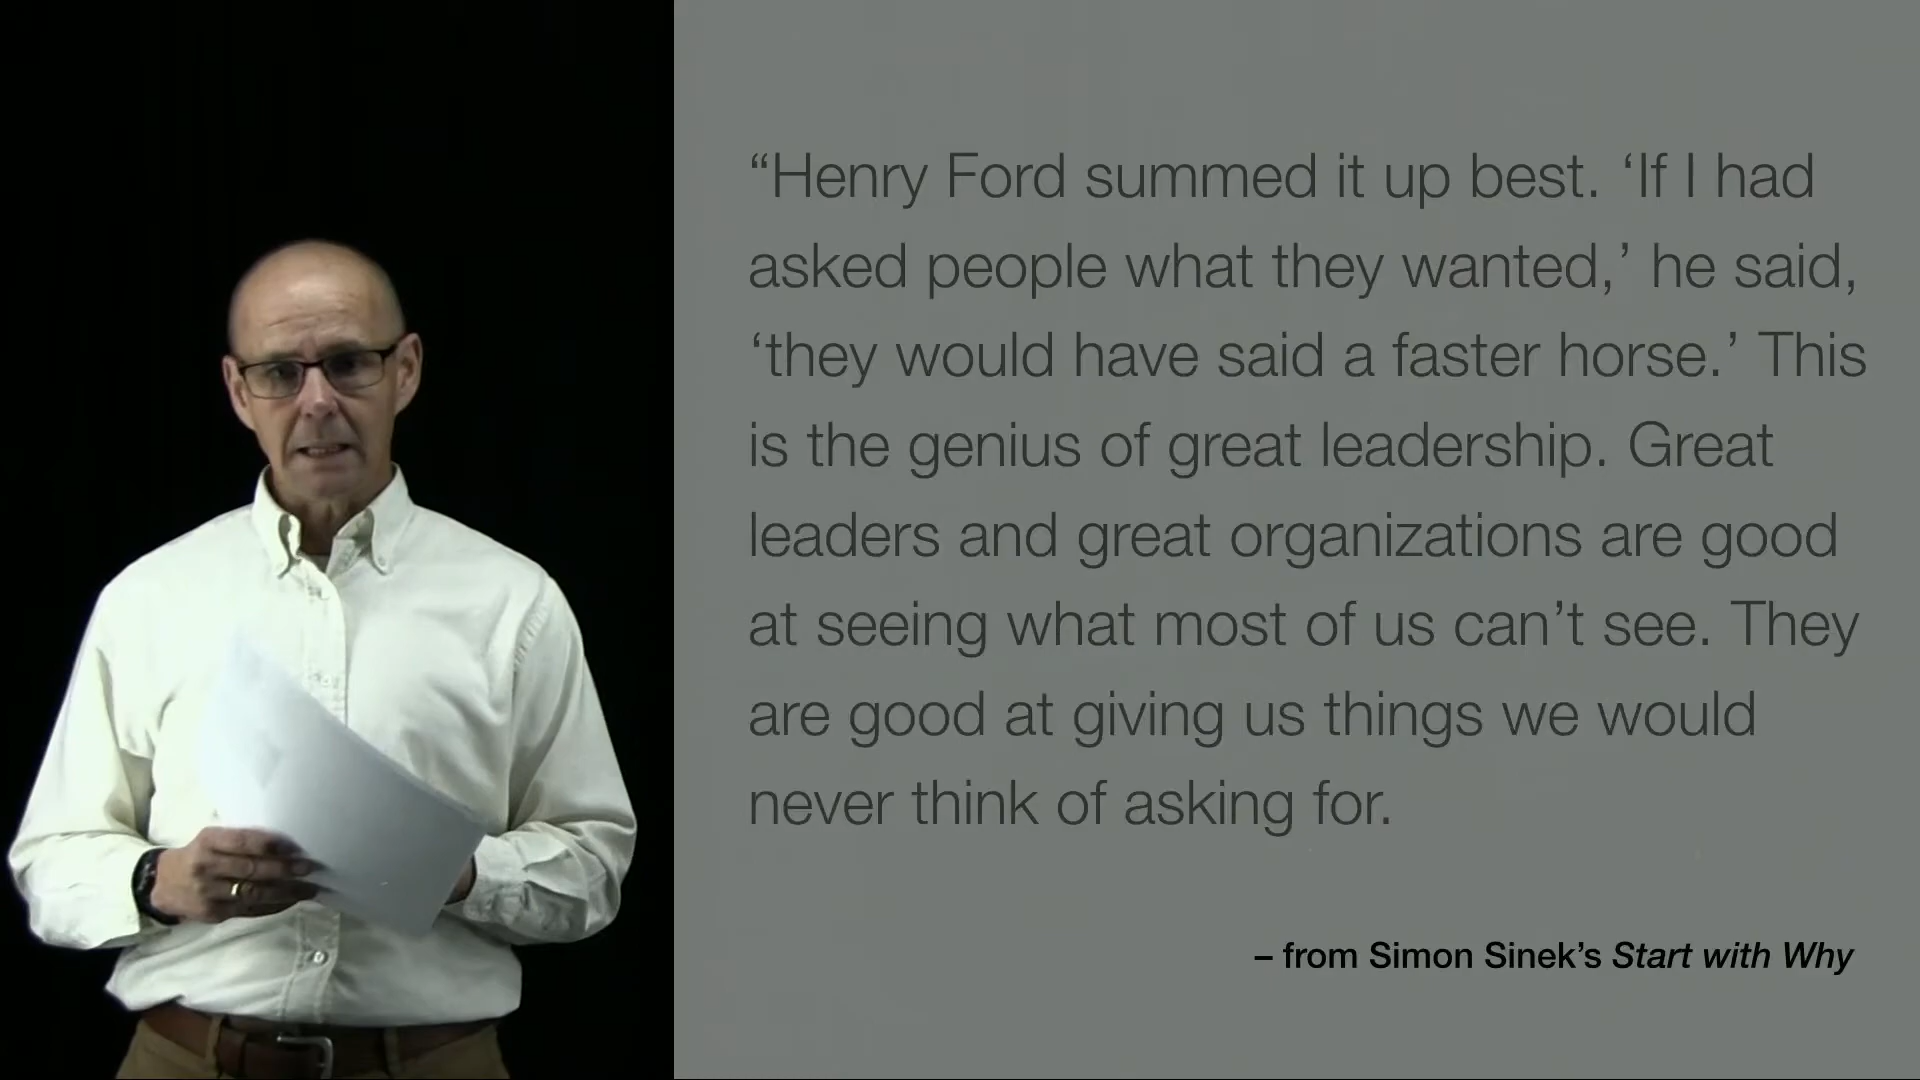 “Henry Ford summed it up best. ‘If I had
asked people what they wanted,’ he said,
‘they would have said a faster horse.’ This
is the genius of great leadership. Great
leaders and great organizations are good
at seeing what most of us can’t see. They
are good at giving us things we would
never think of asking for.
– from Simon Sinek’s Start with Why